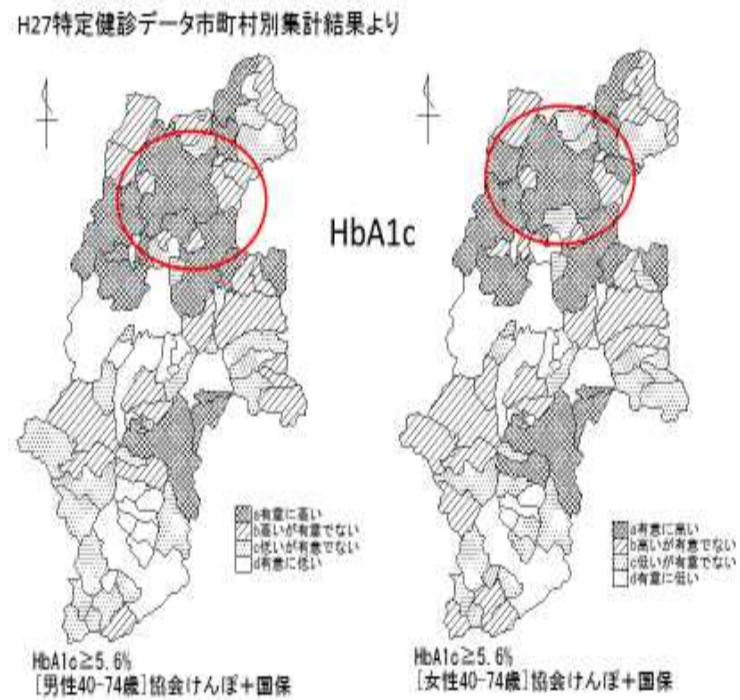 H27特定健診データ市町村別集計結果より
HbA1c
a有意に高い
b高いが有意でない
c低いが有意でない
d有意に低い
a有意に高い
b高いが有意でない
c低いが有意でない
d有意に低い
HbA1c≧5.6%
[男性40-74歳]協会けんぽ+国保
HbA1c≧5.6%
[女性40-74歳]協会けんぽ+国保